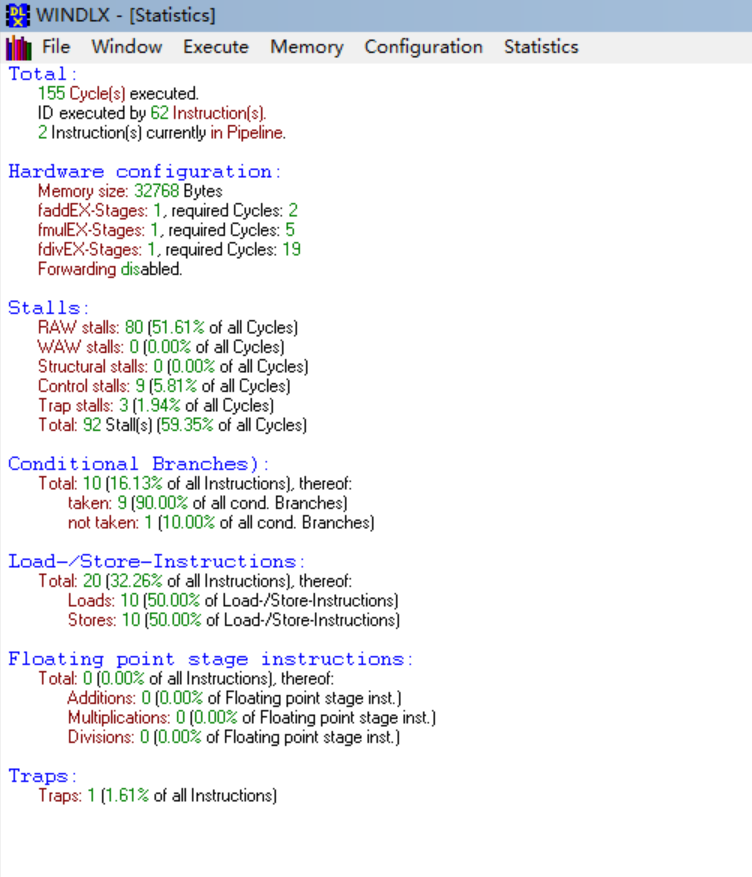 DLX
WINDLX - [Statistics]
File Window Execute Memory Configuration Statistics
Total:
155 Cycle(s) executed.
ID executed by 62 Instruction(s).
2 Instruction(s) currently in Pipeline.
Hardware configuration:
Memory size: 32768 Bytes
faddEX-Stages: 1, required Cycles: 2
fmulEX-Stages: 1, required Cycles: 5
fdivEX-Stages: 1, required Cycles: 19
Forwarding disabled.
Stalls:
RAW stalls: 80 (51.61% of all Cycles)
WAW stalls: 0 (0.00% of all Cycles)
Structural stalls: 0 (0.00% of all Cycles)
Control stalls: 9 (5.81% of all Cycles)
Trap stalls: 3 (1.94% of all Cycles)
Total: 92 Stall(s) (59.35% of all Cycles)
Conditional Branches):
Total: 10 (16.13% of all Instructions), thereof:
taken: 9 (90.00% of all cond. Branches)
not taken: 1 (10.00% of all cond. Branches)
Load-/Store-Instructions:
Total: 20 (32.26% of all Instructions), thereof:
Loads: 10 (50.00% of Load-/Store-Instructions)
Stores: 10 (50.00% of Load-/Store-Instructions)
Floating point stage instructions:
Total: 0 (0.00% of all Instructions), thereof:
Additions: 0 (0.00% of Floating point stage inst.)
Multiplications: 0 (0.00% of Floating point stage inst.)
Divisions: 0 (0.00% of Floating point stage inst.)
Traps:
Traps: 1 (1.61% of all Instructions)